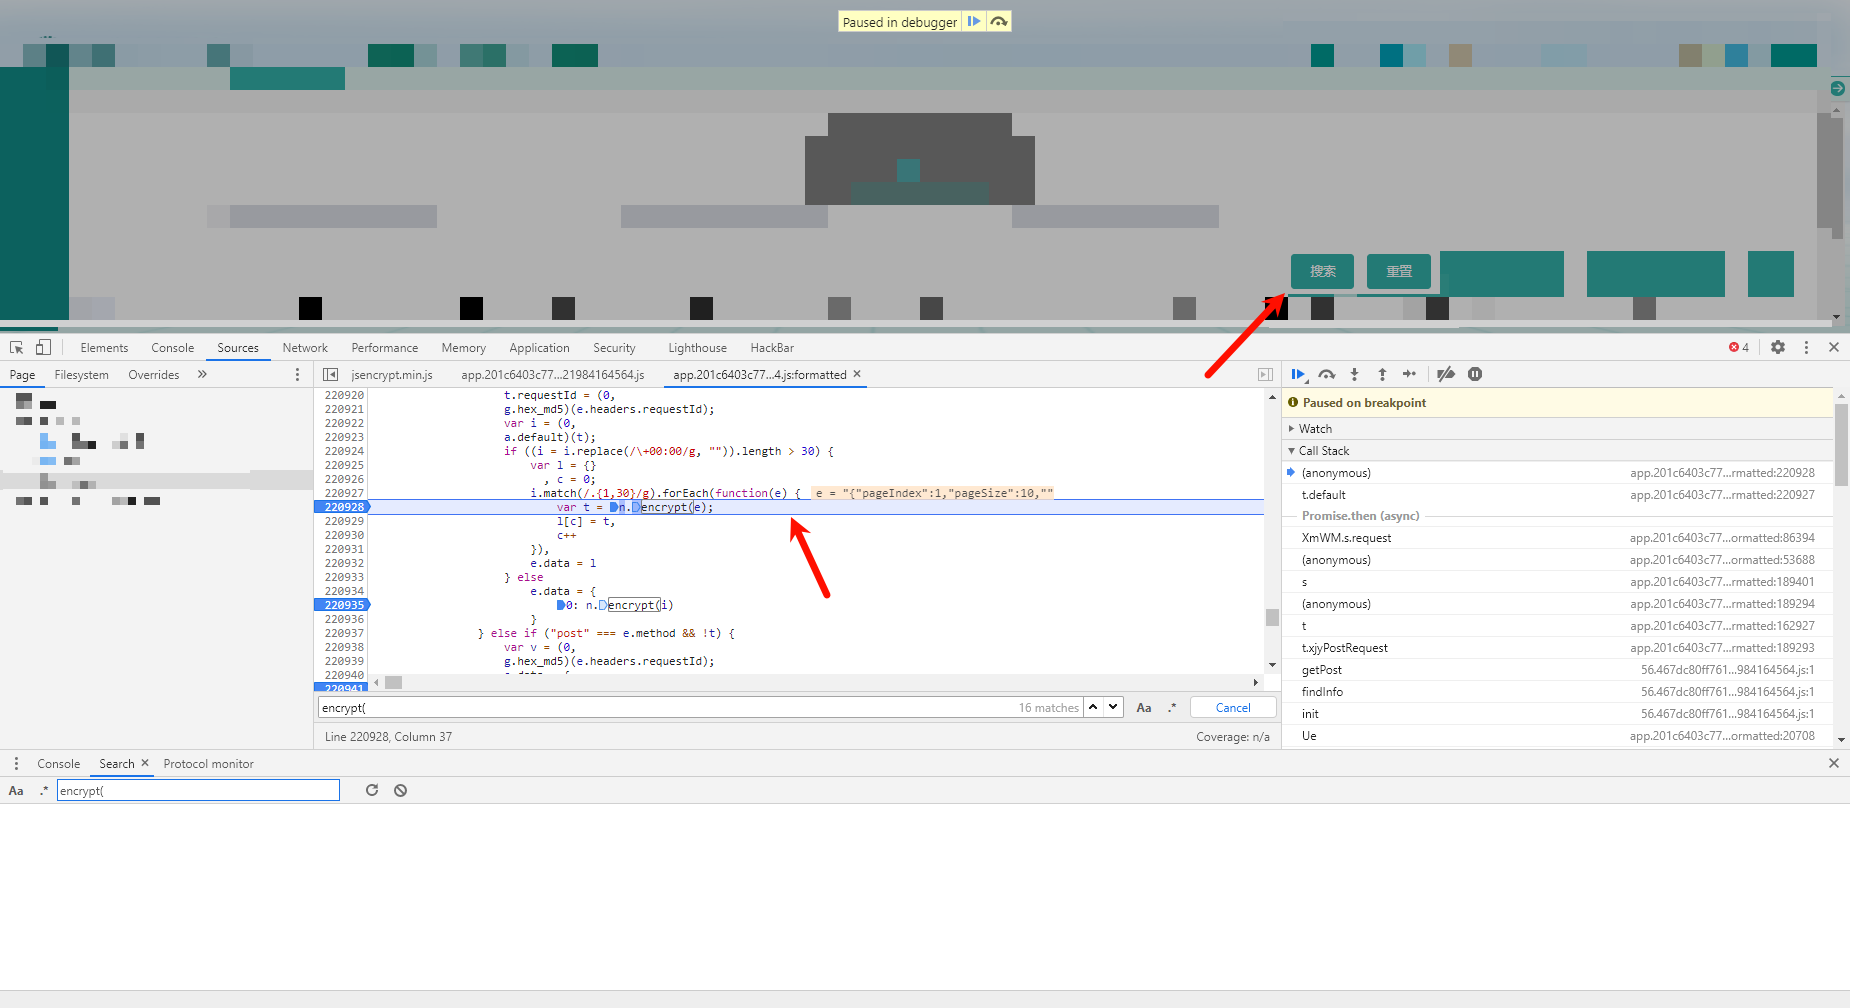 Paused in debugger
搜索
重置
Elements Console Sources Network Performance Memory Application Security Lighthouse HackBar
4
Page Filesystem Overrides »
jsencrypt.min.js app.201c6403c77...21984164564.js app.201c6403c77...4.js:formatted ×
220920 t.requestId = (0,
220921 g.hex_md5)(e.headers.requestId);
220922 var i = (0,
220923 a.default)(t);
220924 if ((i = i.replace(/\+00:00/g, "")).length > 30) {
220925 var l = {}
220926 , c = 0;
220927 i.match(/.{1,30}/g).forEach(function(e) { e = "{"pageIndex":1,"pageSize":10,""
220928 var t = n.encrypt(e);
220929 l[c] = t,
220930 c++
220931 }),
220932 e.data = l
220933 } else
220934 e.data = {
220935 0: n.encrypt(i)
220936 }
220937 } else if ("post" === e.method && !t) {
220938 var v = (0,
220939 g.hex_md5)(e.headers.requestId);
220940
220941
encrypt(
16 matches
Aa .* Cancel
Line 220928, Column 37
Coverage: n/a
Paused on breakpoint
Watch
Call Stack
(anonymous) app.201c6403c77...rmatted:220928
t.default app.201c6403c77...rmatted:220927
Promise.then (async)
XmWM.s.request app.201c6403c77...ormatted:86394
(anonymous) app.201c6403c77...ormatted:53688
s app.201c6403c77...rmatted:189401
(anonymous) app.201c6403c77...rmatted:189294
t app.201c6403c77...rmatted:162927
t.xjyPostRequest app.201c6403c77...rmatted:189293
getPost 56.467dc80ff761...984164564.js:1
findInfo 56.467dc80ff761...984164564.js:1
init 56.467dc80ff761...984164564.js:1
Ue app.201c6403c77...ormatted:20708
Console Search × Protocol monitor
Aa .* encrypt(